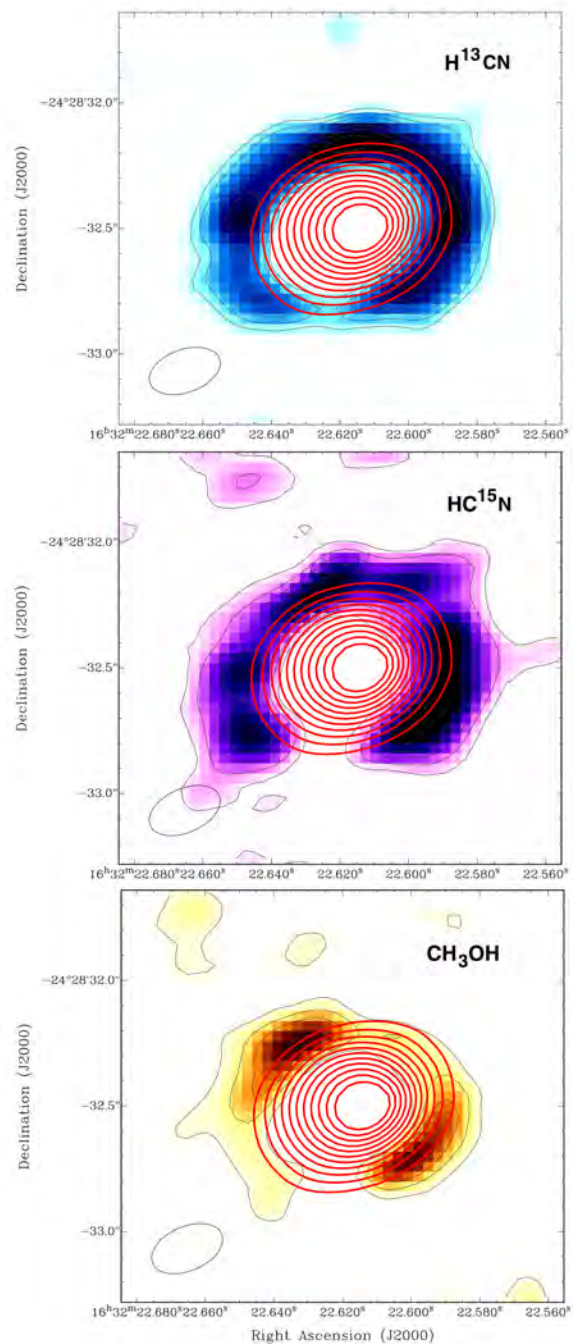 H¹³CN
−24°28′32.0″
−32.5″
−33.0″
Declination (J2000)
16ʰ32ᵐ22.680ˢ 22.660ˢ 22.640ˢ 22.620ˢ 22.600ˢ 22.580ˢ 22.560ˢ
HC¹⁵N
−24°28′32.0″
−32.5″
−33.0″
Declination (J2000)
16ʰ32ᵐ22.680ˢ 22.660ˢ 22.640ˢ 22.620ˢ 22.600ˢ 22.580ˢ 22.560ˢ
CH₃OH
−24°28′32.0″
−32.5″
−33.0″
Declination (J2000)
16ʰ32ᵐ22.680ˢ 22.660ˢ 22.640ˢ 22.620ˢ 22.600ˢ 22.580ˢ 22.560ˢ
Right Ascension (J2000)